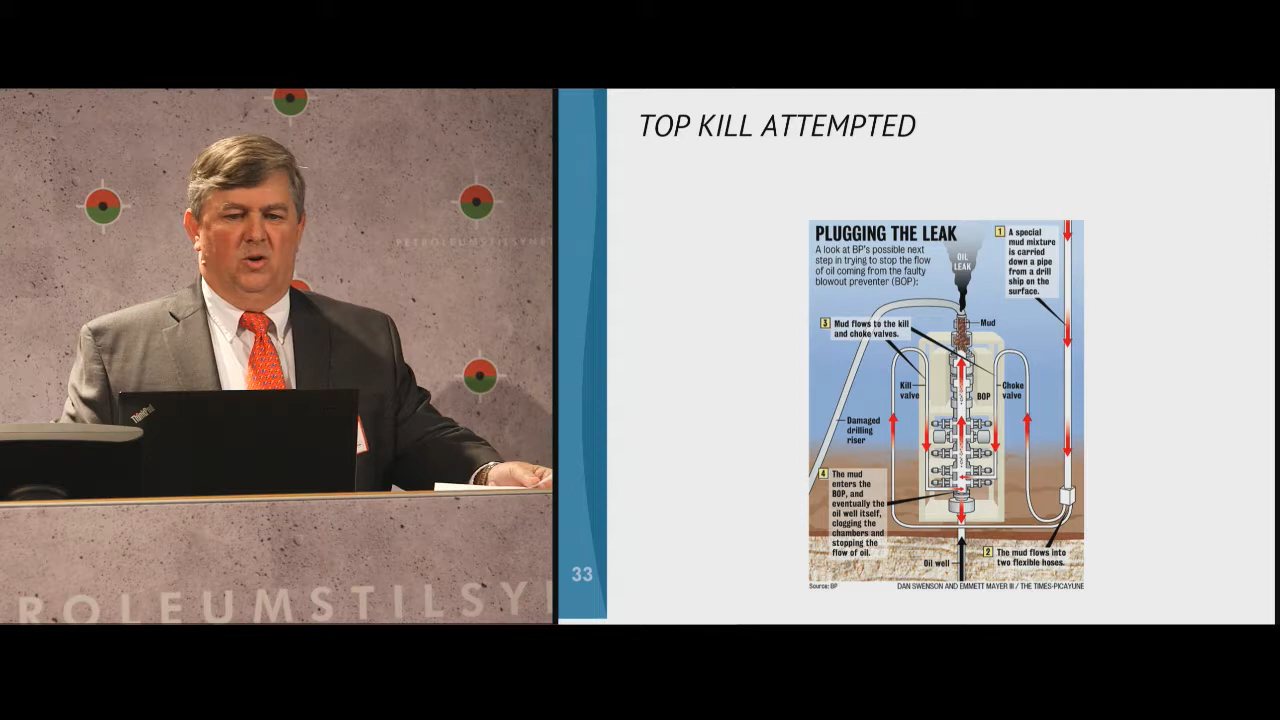 TOP KILL ATTEMPTED
PLUGGING THE LEAK
A look at BP's possible next
step in trying to stop the flow
of oil coming from the faulty
blowout preventer (BOP):
OIL
LEAK
1 A special
mud mixture
is carried
down a pipe
from a drill
ship on the
surface.
3 Mud flows to the kill
and choke valves.
Mud
Kill
valve
BOP
Choke
valve
Damaged
drilling
riser
4 The mud
enters the
BOP, and
eventually the
oil well itself,
clogging the
chambers and
stopping the
flow of oil.
2 The mud flows into
two flexible hoses.
Oil well
Source: BP
DAN SWENSON AND EMMETT MAYER III / THE TIMES-PICAYUNE
33
PETROLEUMSTILSYNET
ThinkPad
ROLEUMSTILSY